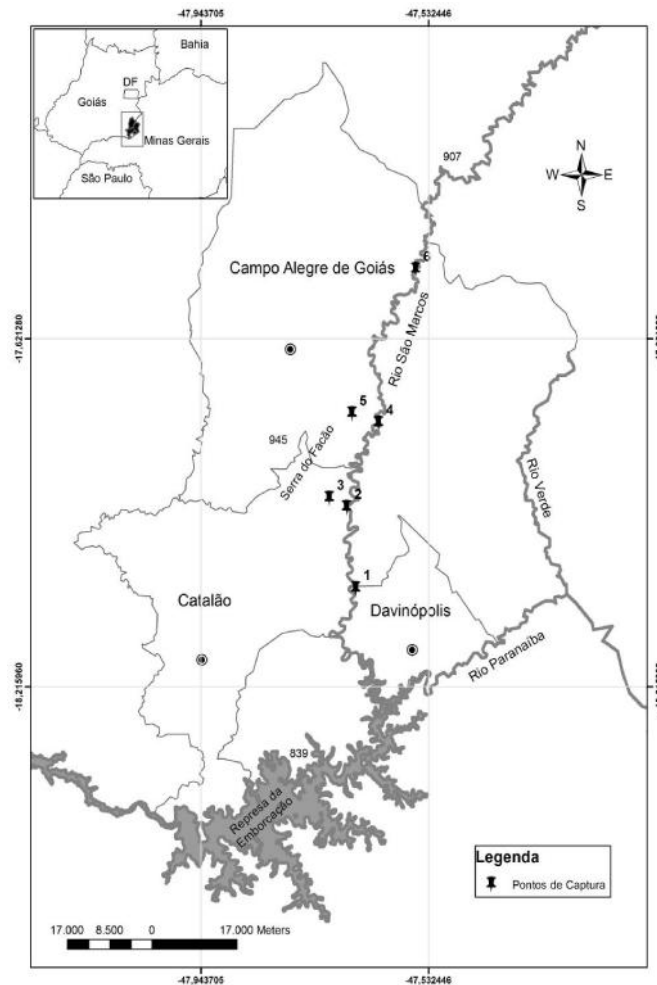 -47,943705
-47,532446
Bahia
DF
Goiás
Minas Gerais
São Paulo
907
N
W
E
S
6
Campo Alegre de Goiás
Rio São Marcos
-17,621280
5
4
945
Serra do Facão
3
2
Rio Verde
1
Catalão
Davinópolis
Rio Paranaíba
-18,215960
839
Represa da
Emborcação
Legenda
Pontos de Captura
17.000 8.500 0 17.000 Meters
-47,943705
-47,532446